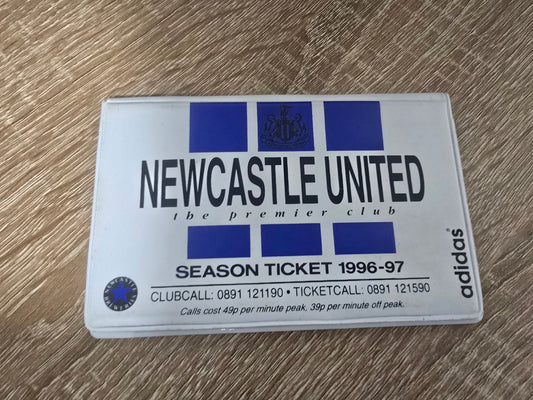 NEWCASTLE UNITED
the premier club
SEASON TICKET 1996-97
adidas
CLUBCALL: 0891 121190 • TICKETCALL: 0891 121590
Calls cost 49p per minute peak, 39p per minute off peak.
NEWCASTLE